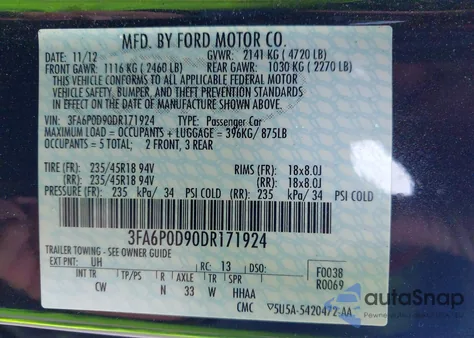 MFD. BY FORD MOTOR CO.
DATE: 11/12 GVWR: 2141 KG ( 4720 LB)
FRONT GAWR: 1116 KG ( 2460 LB) REAR GAWR: 1030 KG ( 2270 LB)
THIS VEHICLE CONFORMS TO ALL APPLICABLE FEDERAL MOTOR
VEHICLE SAFETY, BUMPER, AND THEFT PREVENTION STANDARDS
IN EFFECT ON THE DATE OF MANUFACTURE SHOWN ABOVE.
VIN: 3FA6P0D90DR171924 TYPE: Passenger Car
MAXIMUM LOAD = OCCUPANTS + LUGGAGE = 396KG / 875LB
OCCUPANTS = 5 TOTAL; 2 FRONT, 3 REAR
TIRE (FR): 235/45R18 94V RIMS (FR): 18x8.0J
(RR): 235/45R18 94V (RR): 18x8.0J
PRESSURE (FR): 235 kPa/ 34 PSI COLD (RR): 235 kPa/ 34 PSI COLD
3FA6P0D90DR171924
TRAILER TOWING - SEE OWNER GUIDE
EXT PNT: UH RC: 13 DSO: F0038
INT TR TP/PS R AXLE TR SPR R0069
CW N 33 W HHAA
CMC 5U5A-5420472-AA
autoSnap